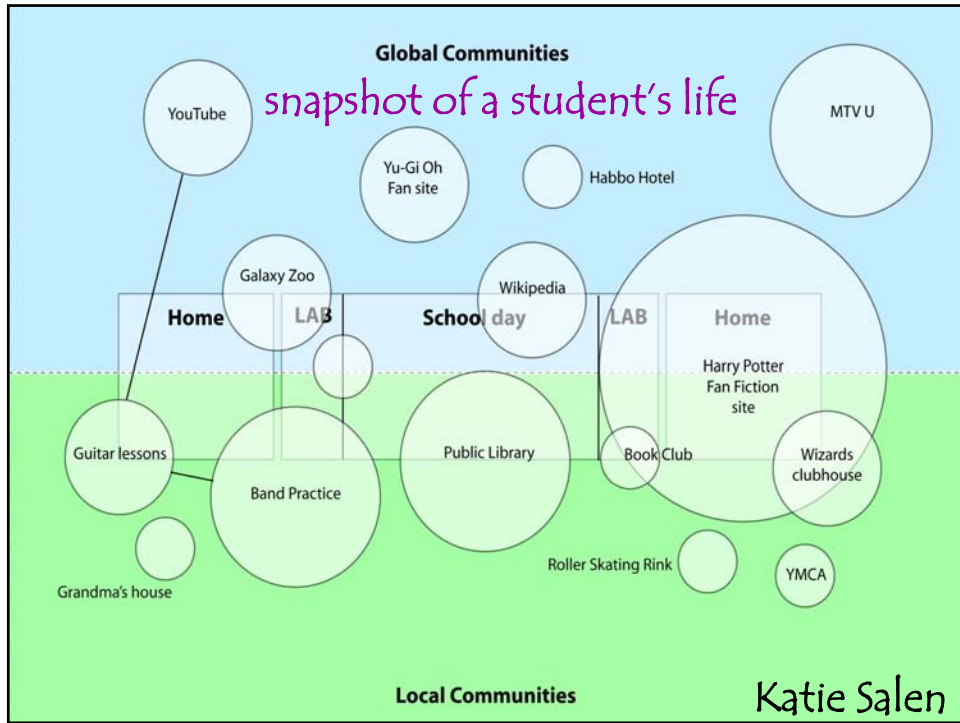 Global Communities
snapshot of a student's life
YouTube
MTV U
Yu-Gi Oh
Fan site
Habbo Hotel
Galaxy Zoo
Wikipedia
Home
LAB
School day
LAB
Home
Harry Potter
Fan Fiction
site
Guitar lessons
Public Library
Book Club
Wizards
clubhouse
Band Practice
Roller Skating Rink
YMCA
Grandma's house
Local Communities
Katie Salen